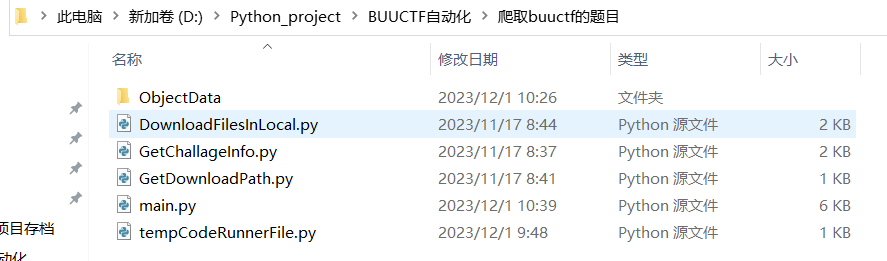 此电脑 > 新加卷 (D:) > Python_project > BUUCTF自动化 > 爬取buuctf的题目
名称 修改日期 类型 大小
ObjectData 2023/12/1 10:26 文件夹
DownloadFilesInLocal.py 2023/11/17 8:44 Python 源文件 2 KB
GetChallageInfo.py 2023/11/17 8:37 Python 源文件 2 KB
GetDownloadPath.py 2023/11/17 8:41 Python 源文件 1 KB
main.py 2023/12/1 10:39 Python 源文件 6 KB
项目存档
tempCodeRunnerFile.py 2023/12/1 9:48 Python 源文件 1 KB
动化